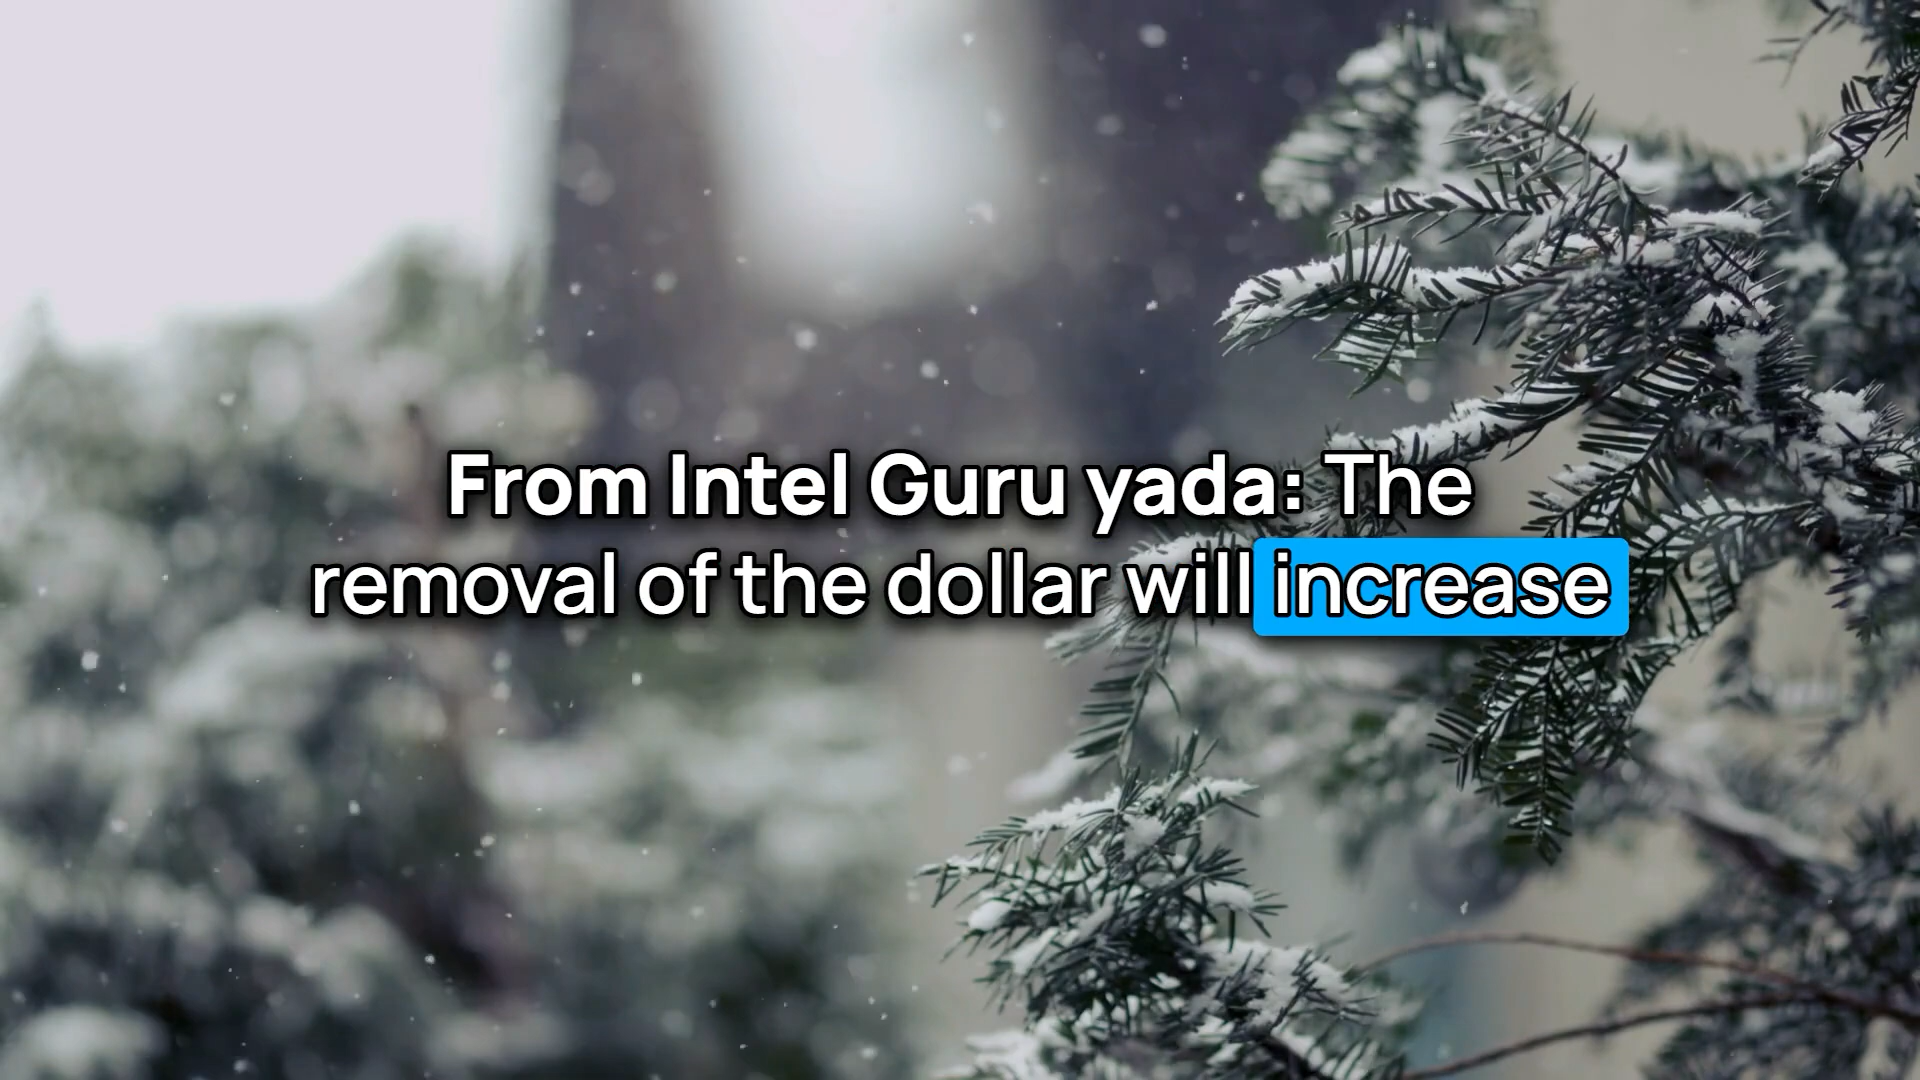 From Intel Guru yada: The
removal of the dollar will increase